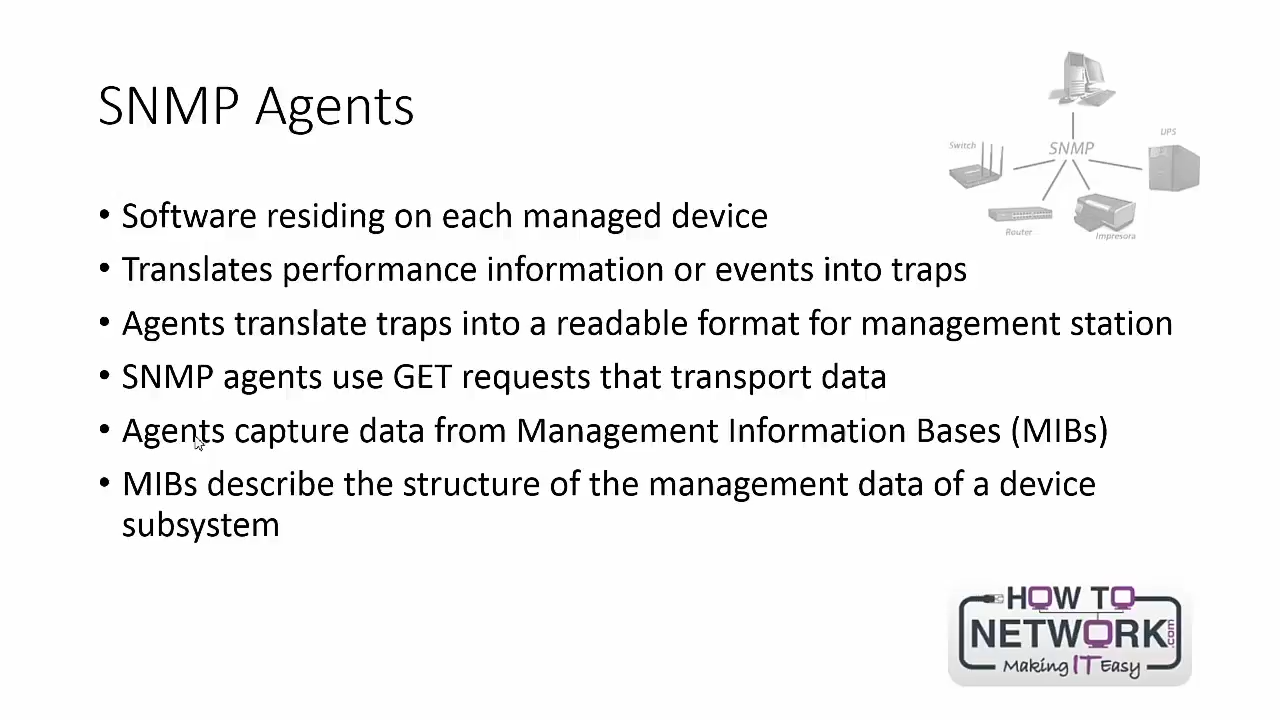 SNMP Agents
Switch
SNMP
UPS
Router
Impresora
• Software residing on each managed device
• Translates performance information or events into traps
• Agents translate traps into a readable format for management station
• SNMP agents use GET requests that transport data
• Agents capture data from Management Information Bases (MIBs)
• MIBs describe the structure of the management data of a device
subsystem
HOW TO
NETWORK.com
Making IT Easy